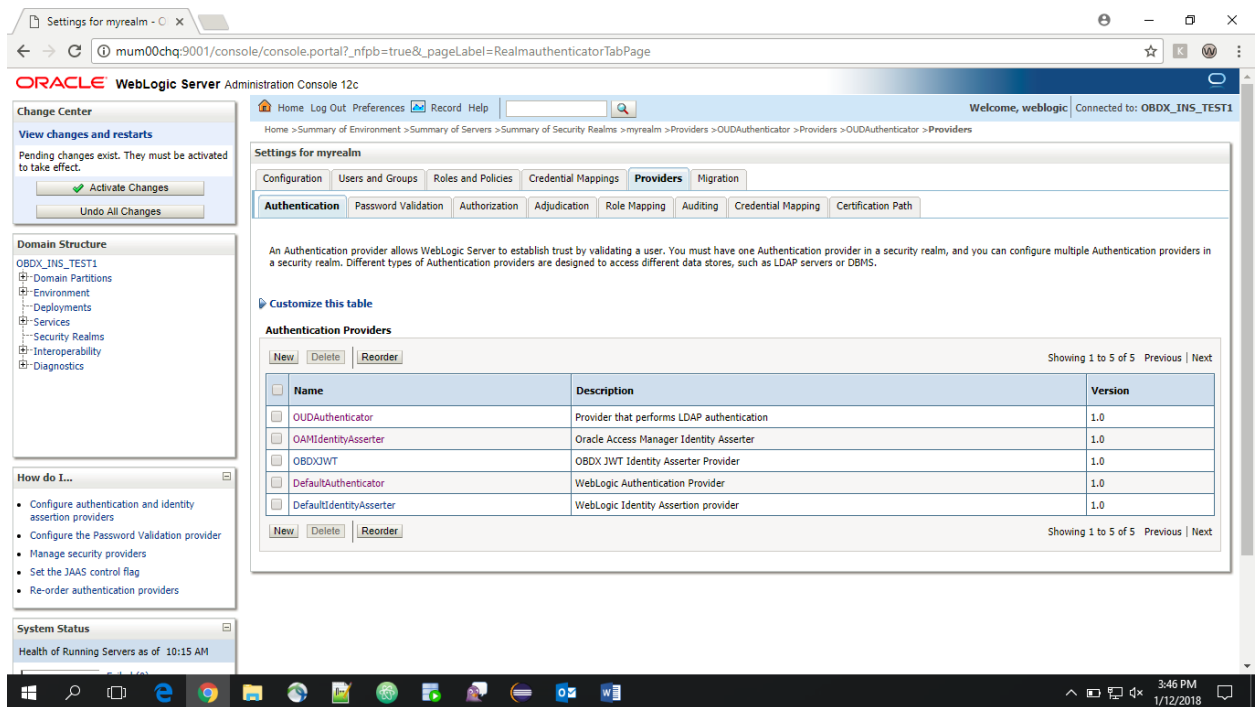 Settings for myrealm - O
mum00chq:9001/console/console.portal?_nfpb=true&_pageLabel=RealmauthenticatorTabPage
K
ORACLE WebLogic Server Administration Console 12c
Change Center
View changes and restarts
Pending changes exist. They must be activated
to take effect.
Activate Changes
Undo All Changes
Domain Structure
OBDX_INS_TEST1
Domain Partitions
Environment
Deployments
Services
Security Realms
Interoperability
Diagnostics
How do I...
Configure authentication and identity
assertion providers
Configure the Password Validation provider
Manage security providers
Set the JAAS control flag
Re-order authentication providers
System Status
Health of Running Servers as of 10:15 AM
Home Log Out Preferences Record Help
Welcome, weblogic Connected to: OBDX_INS_TEST1
Home >Summary of Environment >Summary of Servers >Summary of Security Realms >myrealm >Providers >OUDAuthenticator >Providers >OUDAuthenticator >Providers
Settings for myrealm
Configuration Users and Groups Roles and Policies Credential Mappings Providers Migration
Authentication Password Validation Authorization Adjudication Role Mapping Auditing Credential Mapping Certification Path
An Authentication provider allows WebLogic Server to establish trust by validating a user. You must have one Authentication provider in a security realm, and you can configure multiple Authentication providers in
a security realm. Different types of Authentication providers are designed to access different data stores, such as LDAP servers or DBMS.
Customize this table
Authentication Providers
New Delete Reorder Showing 1 to 5 of 5 Previous | Next
Name Description Version
OUDAuthenticator Provider that performs LDAP authentication 1.0
OAMIdentityAsserter Oracle Access Manager Identity Asserter 1.0
OBDXJWT OBDX JWT Identity Asserter Provider 1.0
DefaultAuthenticator WebLogic Authentication Provider 1.0
DefaultIdentityAsserter WebLogic Identity Assertion provider 1.0
New Delete Reorder Showing 1 to 5 of 5 Previous | Next
3:46 PM
1/12/2018